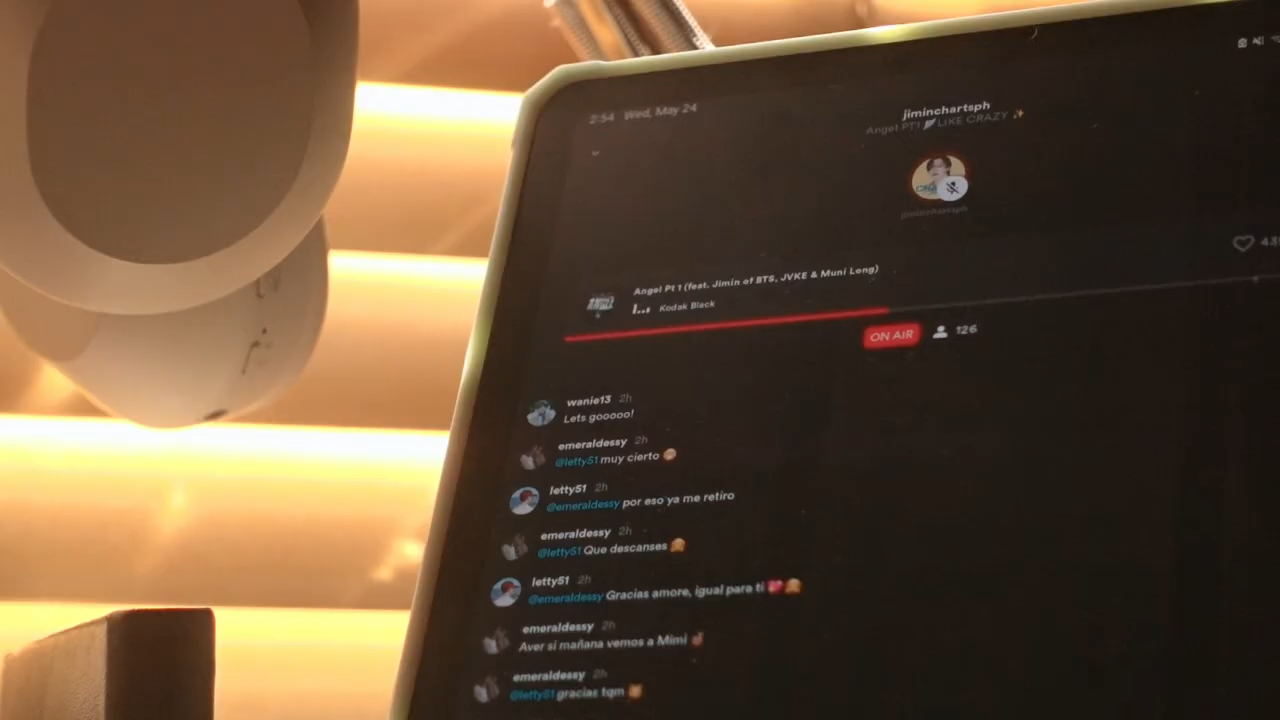 2:54 Wed, May 24
jiminchartsph
Angel PT1 LIKE CRAZY ✨
jiminchartsph
43
Angel Pt 1 (feat. Jimin of BTS, JVKE & Muni Long)
Kodak Black
ON AIR 126
wanie13 2h
Lets gooooo!
emeraldessy 2h
@letty51 muy cierto
letty51 2h
@emeraldessy por eso ya me retiro
emeraldessy 2h
@letty51 Que descanses
letty51 2h
@emeraldessy Gracias amore, igual para ti
emeraldessy 2h
Aver si mañana vemos a Mimi
emeraldessy 2h
@letty51 gracias tqm